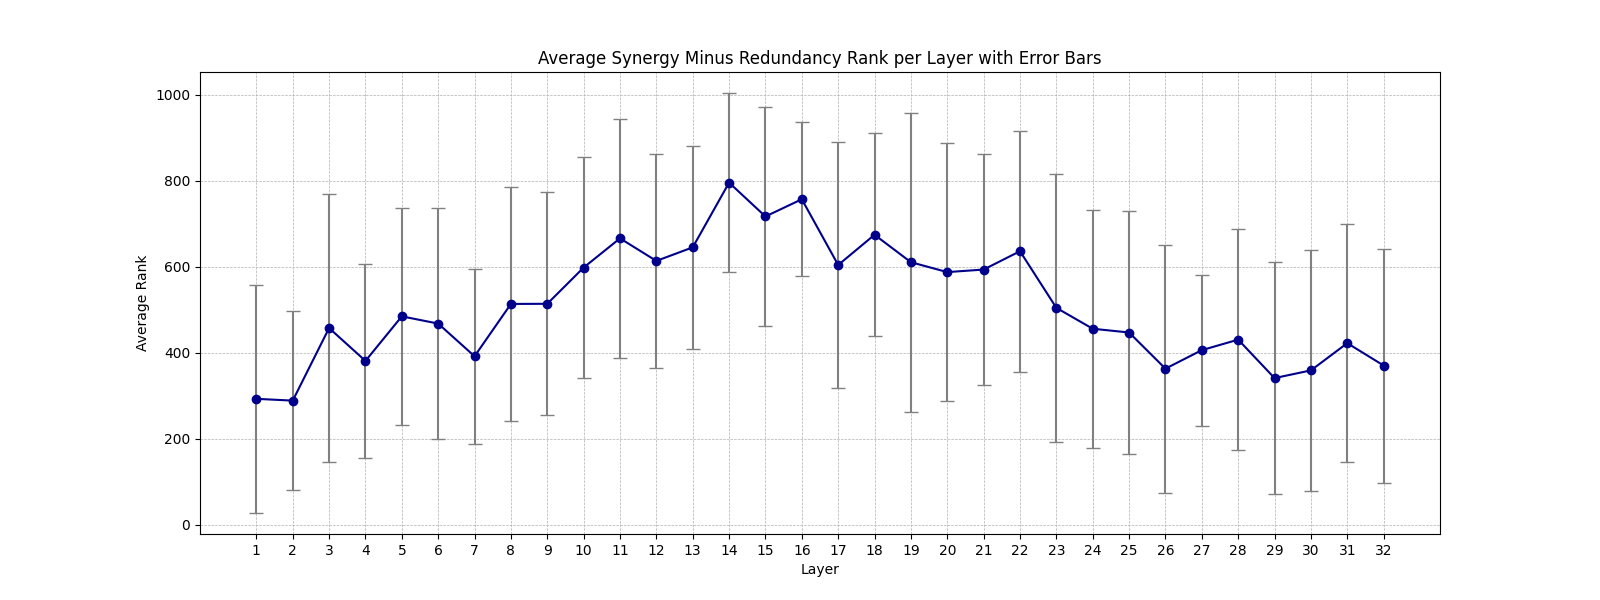 Average Synergy Minus Redundancy Rank per Layer with Error Bars
1000
800
600
400
200
0
Average Rank
1 2 3 4 5 6 7 8 9 10 11 12 13 14 15 16 17 18 19 20 21 22 23 24 25 26 27 28 29 30 31 32
Layer